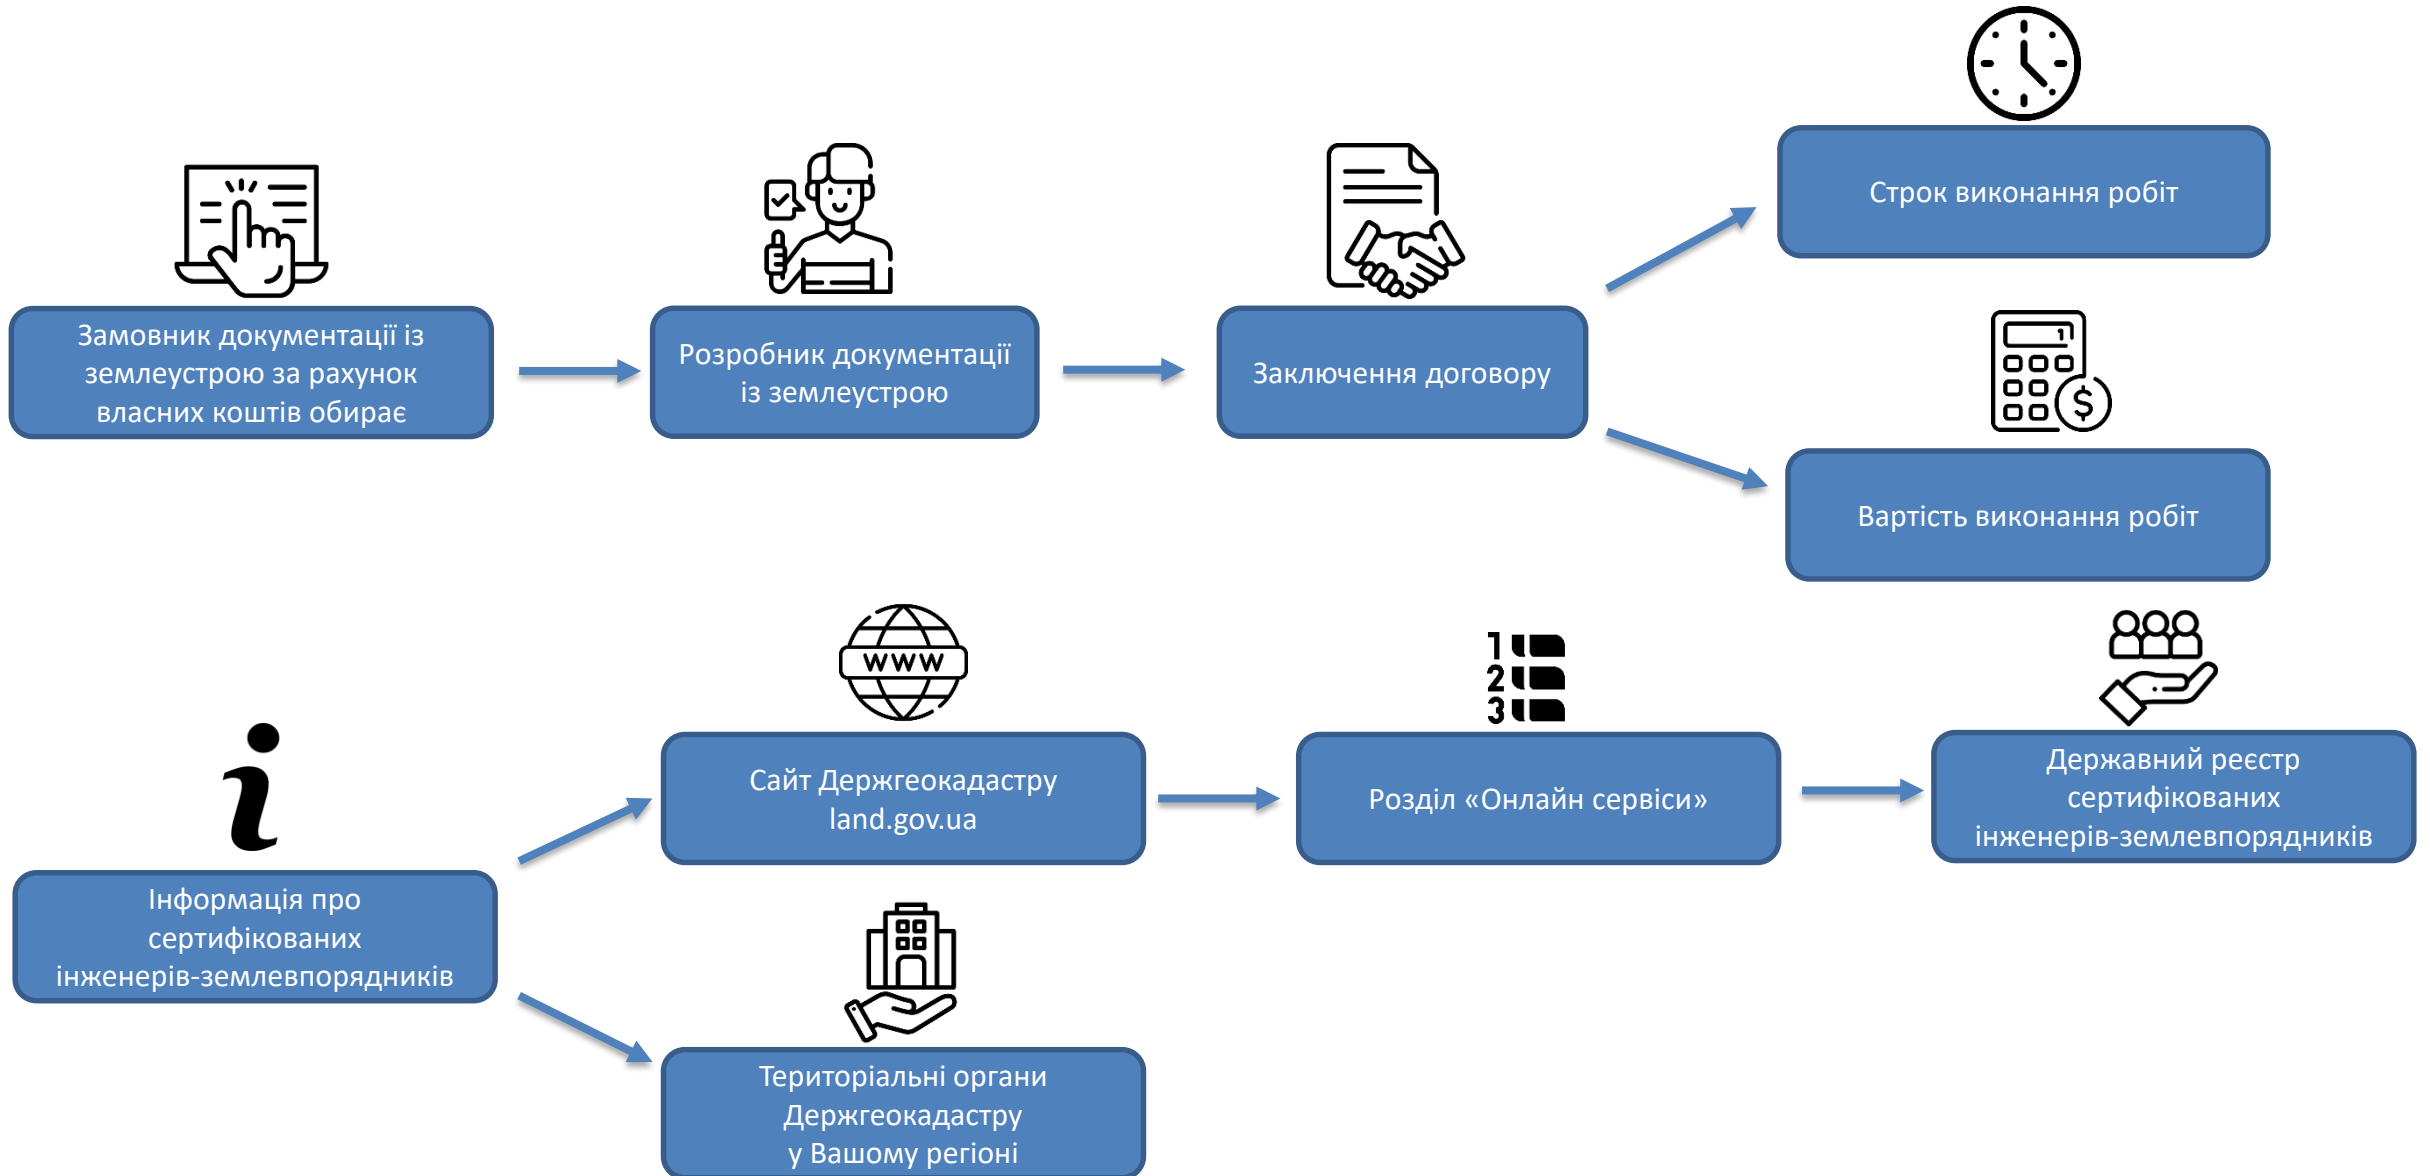 Строк виконання робіт
Замовник документації із
землеустрою за рахунок
власних коштів обирає
Розробник документації
із землеустрою
Заключення договору
1
$
Вартість виконання робіт
WWW
Сайт Держгеокадастру
land.gov.ua
1
2
3
Розділ «Онлайн сервіси»
Державний реєстр
сертифікованих
інженерів-землевпорядників
i
Інформація про
сертифікованих
інженерів-землевпорядників
Територіальні органи
Держгеокадастру
у Вашому регіоні